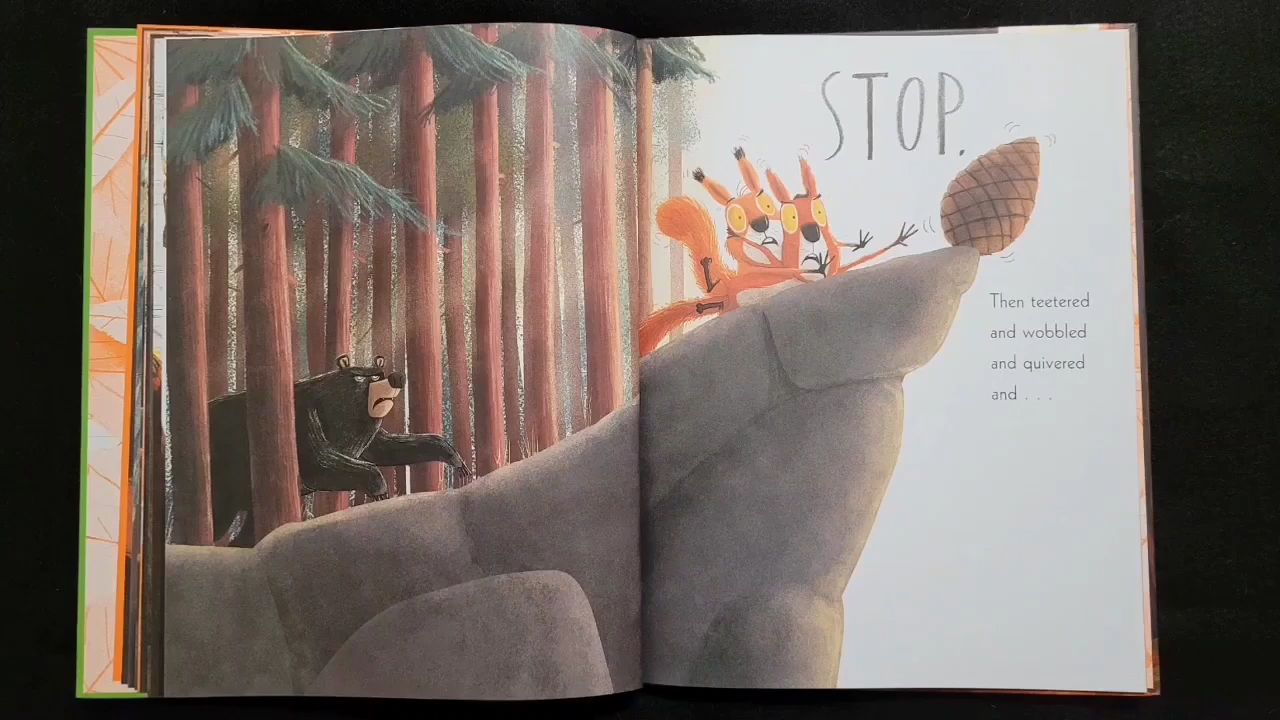 STOP.
Then teetered
and wobbled
and quivered
and . . .